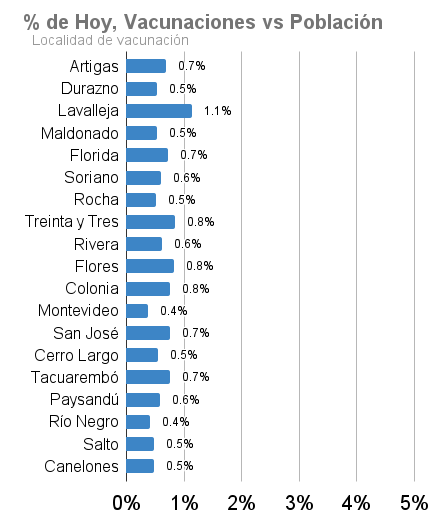 % de Hoy, Vacunaciones vs Población
Localidad de vacunación
Artigas 0.7%
Durazno 0.5%
Lavalleja 1.1%
Maldonado 0.5%
Florida 0.7%
Soriano 0.6%
Rocha 0.5%
Treinta y Tres 0.8%
Rivera 0.6%
Flores 0.8%
Colonia 0.8%
Montevideo 0.4%
San José 0.7%
Cerro Largo 0.5%
Tacuarembó 0.7%
Paysandú 0.6%
Río Negro 0.4%
Salto 0.5%
Canelones 0.5%
0% 1% 2% 3% 4% 5%